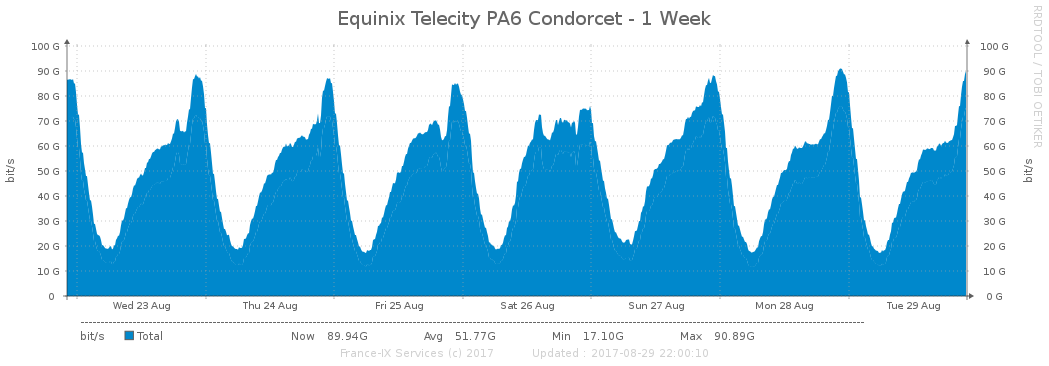 Equinix Telecity PA6 Condorcet - 1 Week
RRDTOOL / TOBI OETIKER
bit/s
bit/s
100 G 100 G
90 G 90 G
80 G 80 G
70 G 70 G
60 G 60 G
50 G 50 G
40 G 40 G
30 G 30 G
20 G 20 G
10 G 10 G
0 0 G
Wed 23 Aug Thu 24 Aug Fri 25 Aug Sat 26 Aug Sun 27 Aug Mon 28 Aug Tue 29 Aug
bit/s Total Now 89.94G Avg 51.77G Min 17.10G Max 90.89G
France-IX Services (c) 2017 Updated : 2017-08-29 22:00:10